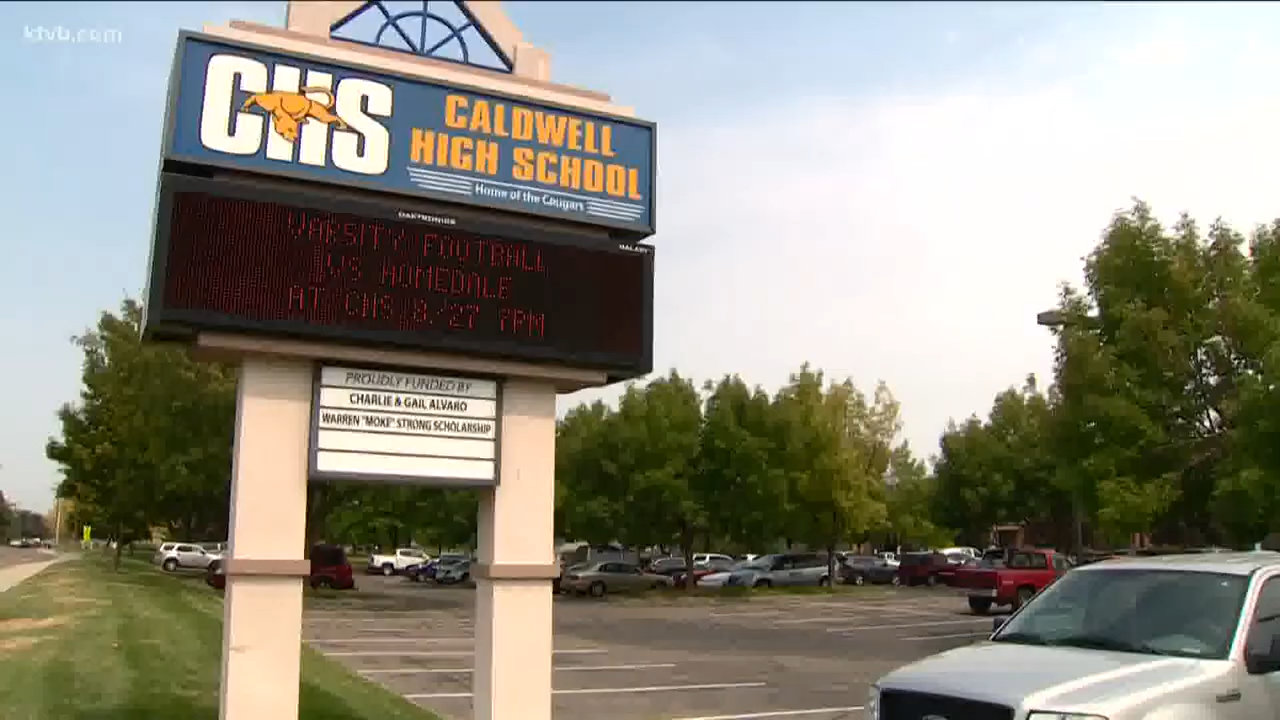 ktvb.com
CHS
CALDWELL
HIGH SCHOOL
Home of the Cougars
DAKTRONICS
GALAXY
VARSITY FOOTBALL
VS HOMEDALE
AT CHS 8/27 7PM
PROUDLY FUNDED BY
CHARLIE & GAIL ALVARO
WARREN "MOKE" STRONG SCHOLARSHIP